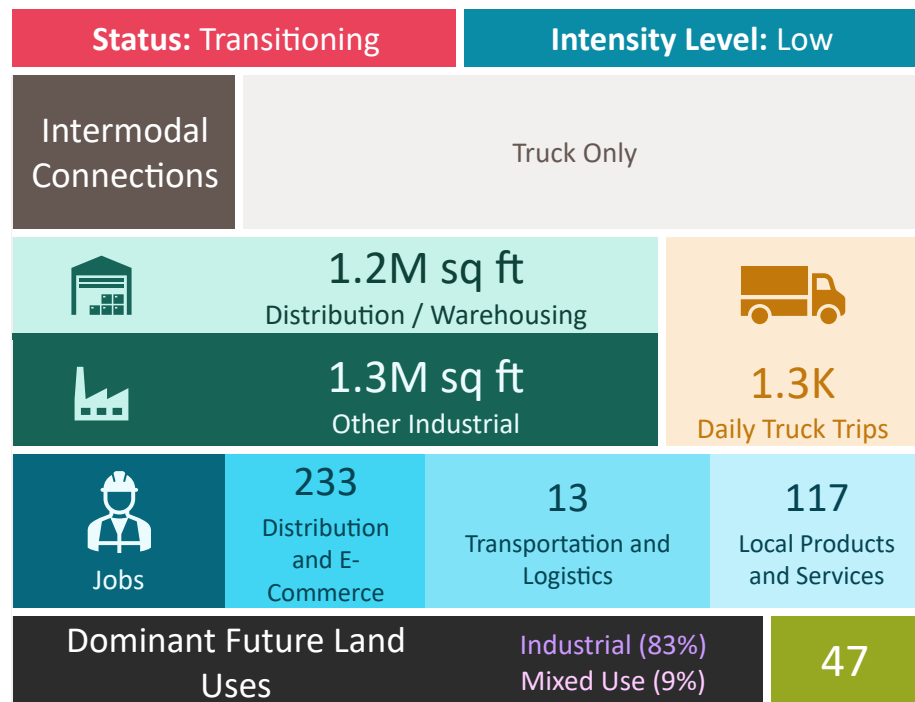 Status: Transitioning
Intensity Level: Low
Intermodal
Connections
Truck Only
1.2M sq ft
Distribution / Warehousing
1.3M sq ft
Other Industrial
1.3K
Daily Truck Trips
Jobs
233
Distribution
and E-
Commerce
13
Transportation and
Logistics
117
Local Products
and Services
Dominant Future Land
Uses
Industrial (83%)
Mixed Use (9%)
47